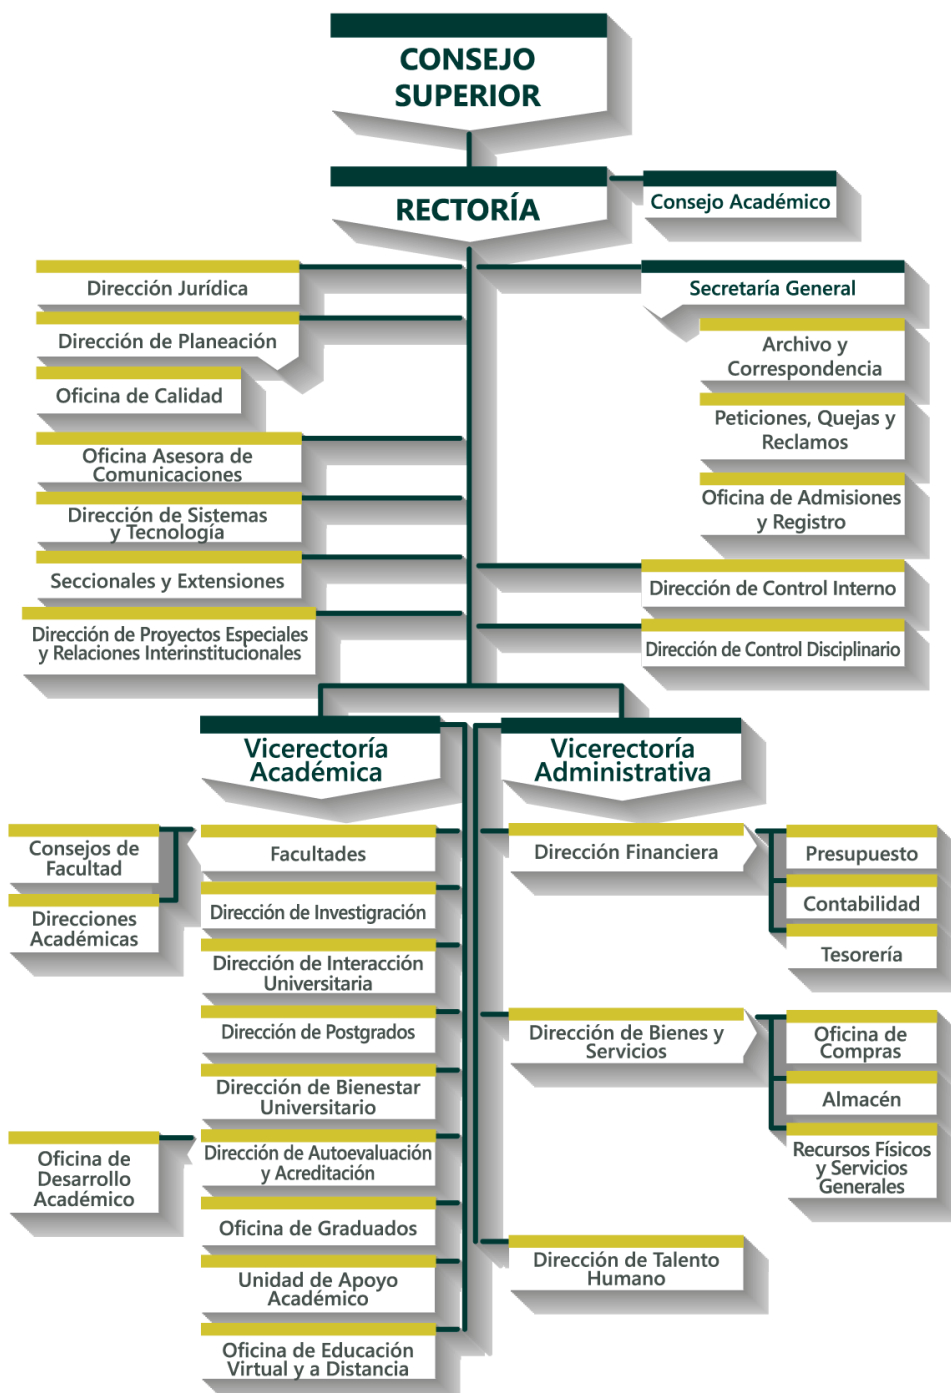 CONSEJO
SUPERIOR
RECTORÍA
Consejo Académico
Dirección Jurídica
Dirección de Planeación
Oficina de Calidad
Oficina Asesora de
Comunicaciones
Dirección de Sistemas
y Tecnología
Seccionales y Extensiones
Dirección de Proyectos Especiales
y Relaciones Interinstitucionales
Secretaría General
Archivo y
Correspondencia
Peticiones, Quejas y
Reclamos
Oficina de Admisiones
y Registro
Dirección de Control Interno
Dirección de Control Disciplinario
Vicerectoría
Académica
Vicerectoría
Administrativa
Consejos de
Facultad
Direcciones
Académicas
Facultades
Dirección de Investigración
Dirección de Interacción
Universitaria
Dirección de Postgrados
Dirección de Bienestar
Universitario
Oficina de
Desarrollo
Académico
Dirección de Autoevaluación
y Acreditación
Oficina de Graduados
Unidad de Apoyo
Académico
Oficina de Educación
Virtual y a Distancia
Dirección Financiera
Presupuesto
Contabilidad
Tesorería
Dirección de Bienes y
Servicios
Oficina de
Compras
Almacén
Recursos Físicos
y Servicios
Generales
Dirección de Talento
Humano